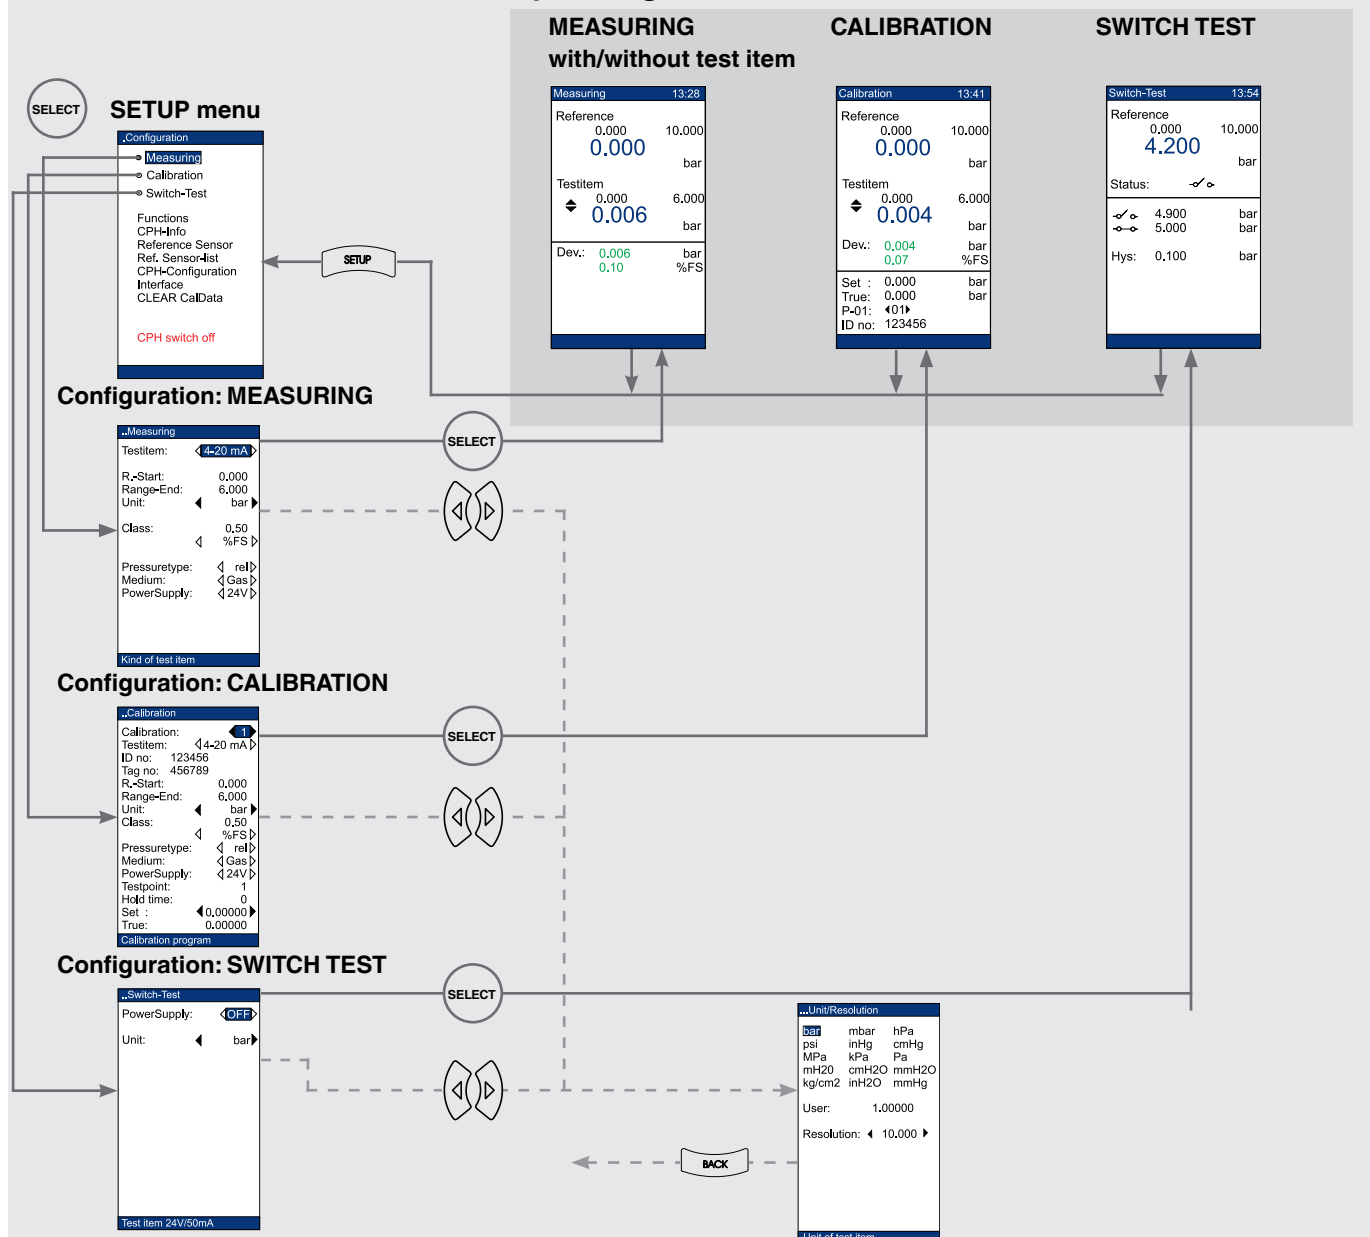 MEASURING
with/without test item
CALIBRATION
SWITCH TEST
SELECT
SETUP menu
.Configuration
Measuring
Calibration
Switch-Test
Functions
CPH-Info
Reference Sensor
Ref. Sensor-list
CPH-Configuration
Interface
CLEAR CalData
CPH switch off
SETUP
Measuring 13:28
Reference
0.000 10.000
0.000
bar
Testitem
0.000 6.000
0.006
bar
Dev.: 0.006 bar
0.10 %FS
Calibration 13:41
Reference
0.000 10.000
0.000
bar
Testitem
0.000 6.000
0.004
bar
Dev.: 0.004 bar
0.07 %FS
Set : 0.000 bar
True: 0.000 bar
P-01: 01
ID no: 123456
Switch-Test 13:54
Reference
0.000 10.000
4.200
bar
Status:
4.900 bar
5.000 bar
Hys: 0.100 bar
Configuration: MEASURING
..Measuring
Testitem: 4-20 mA
R.-Start: 0.000
Range-End: 6.000
Unit: bar
Class: 0.50
%FS
Pressuretype: rel
Medium: Gas
PowerSupply: 24V
Kind of test item
SELECT
Configuration: CALIBRATION
..Calibration
Calibration: 1
Testitem: 4-20 mA
ID no: 123456
Tag no: 456789
R.-Start: 0.000
Range-End: 6.000
Unit: bar
Class: 0.50
%FS
Pressuretype: rel
Medium: Gas
PowerSupply: 24V
Testpoint: 1
Hold time: 0
Set : 0.00000
True: 0.00000
Calibration program
SELECT
Configuration: SWITCH TEST
..Switch-Test
PowerSupply: OFF
Unit: bar
Test item 24V/50mA
SELECT
...Unit/Resolution
bar mbar hPa
psi inHg cmHg
MPa kPa Pa
mH20 cmH2O mmH2O
kg/cm2 inH2O mmHg
User: 1.00000
Resolution: 10.000
Unit of test item
BACK